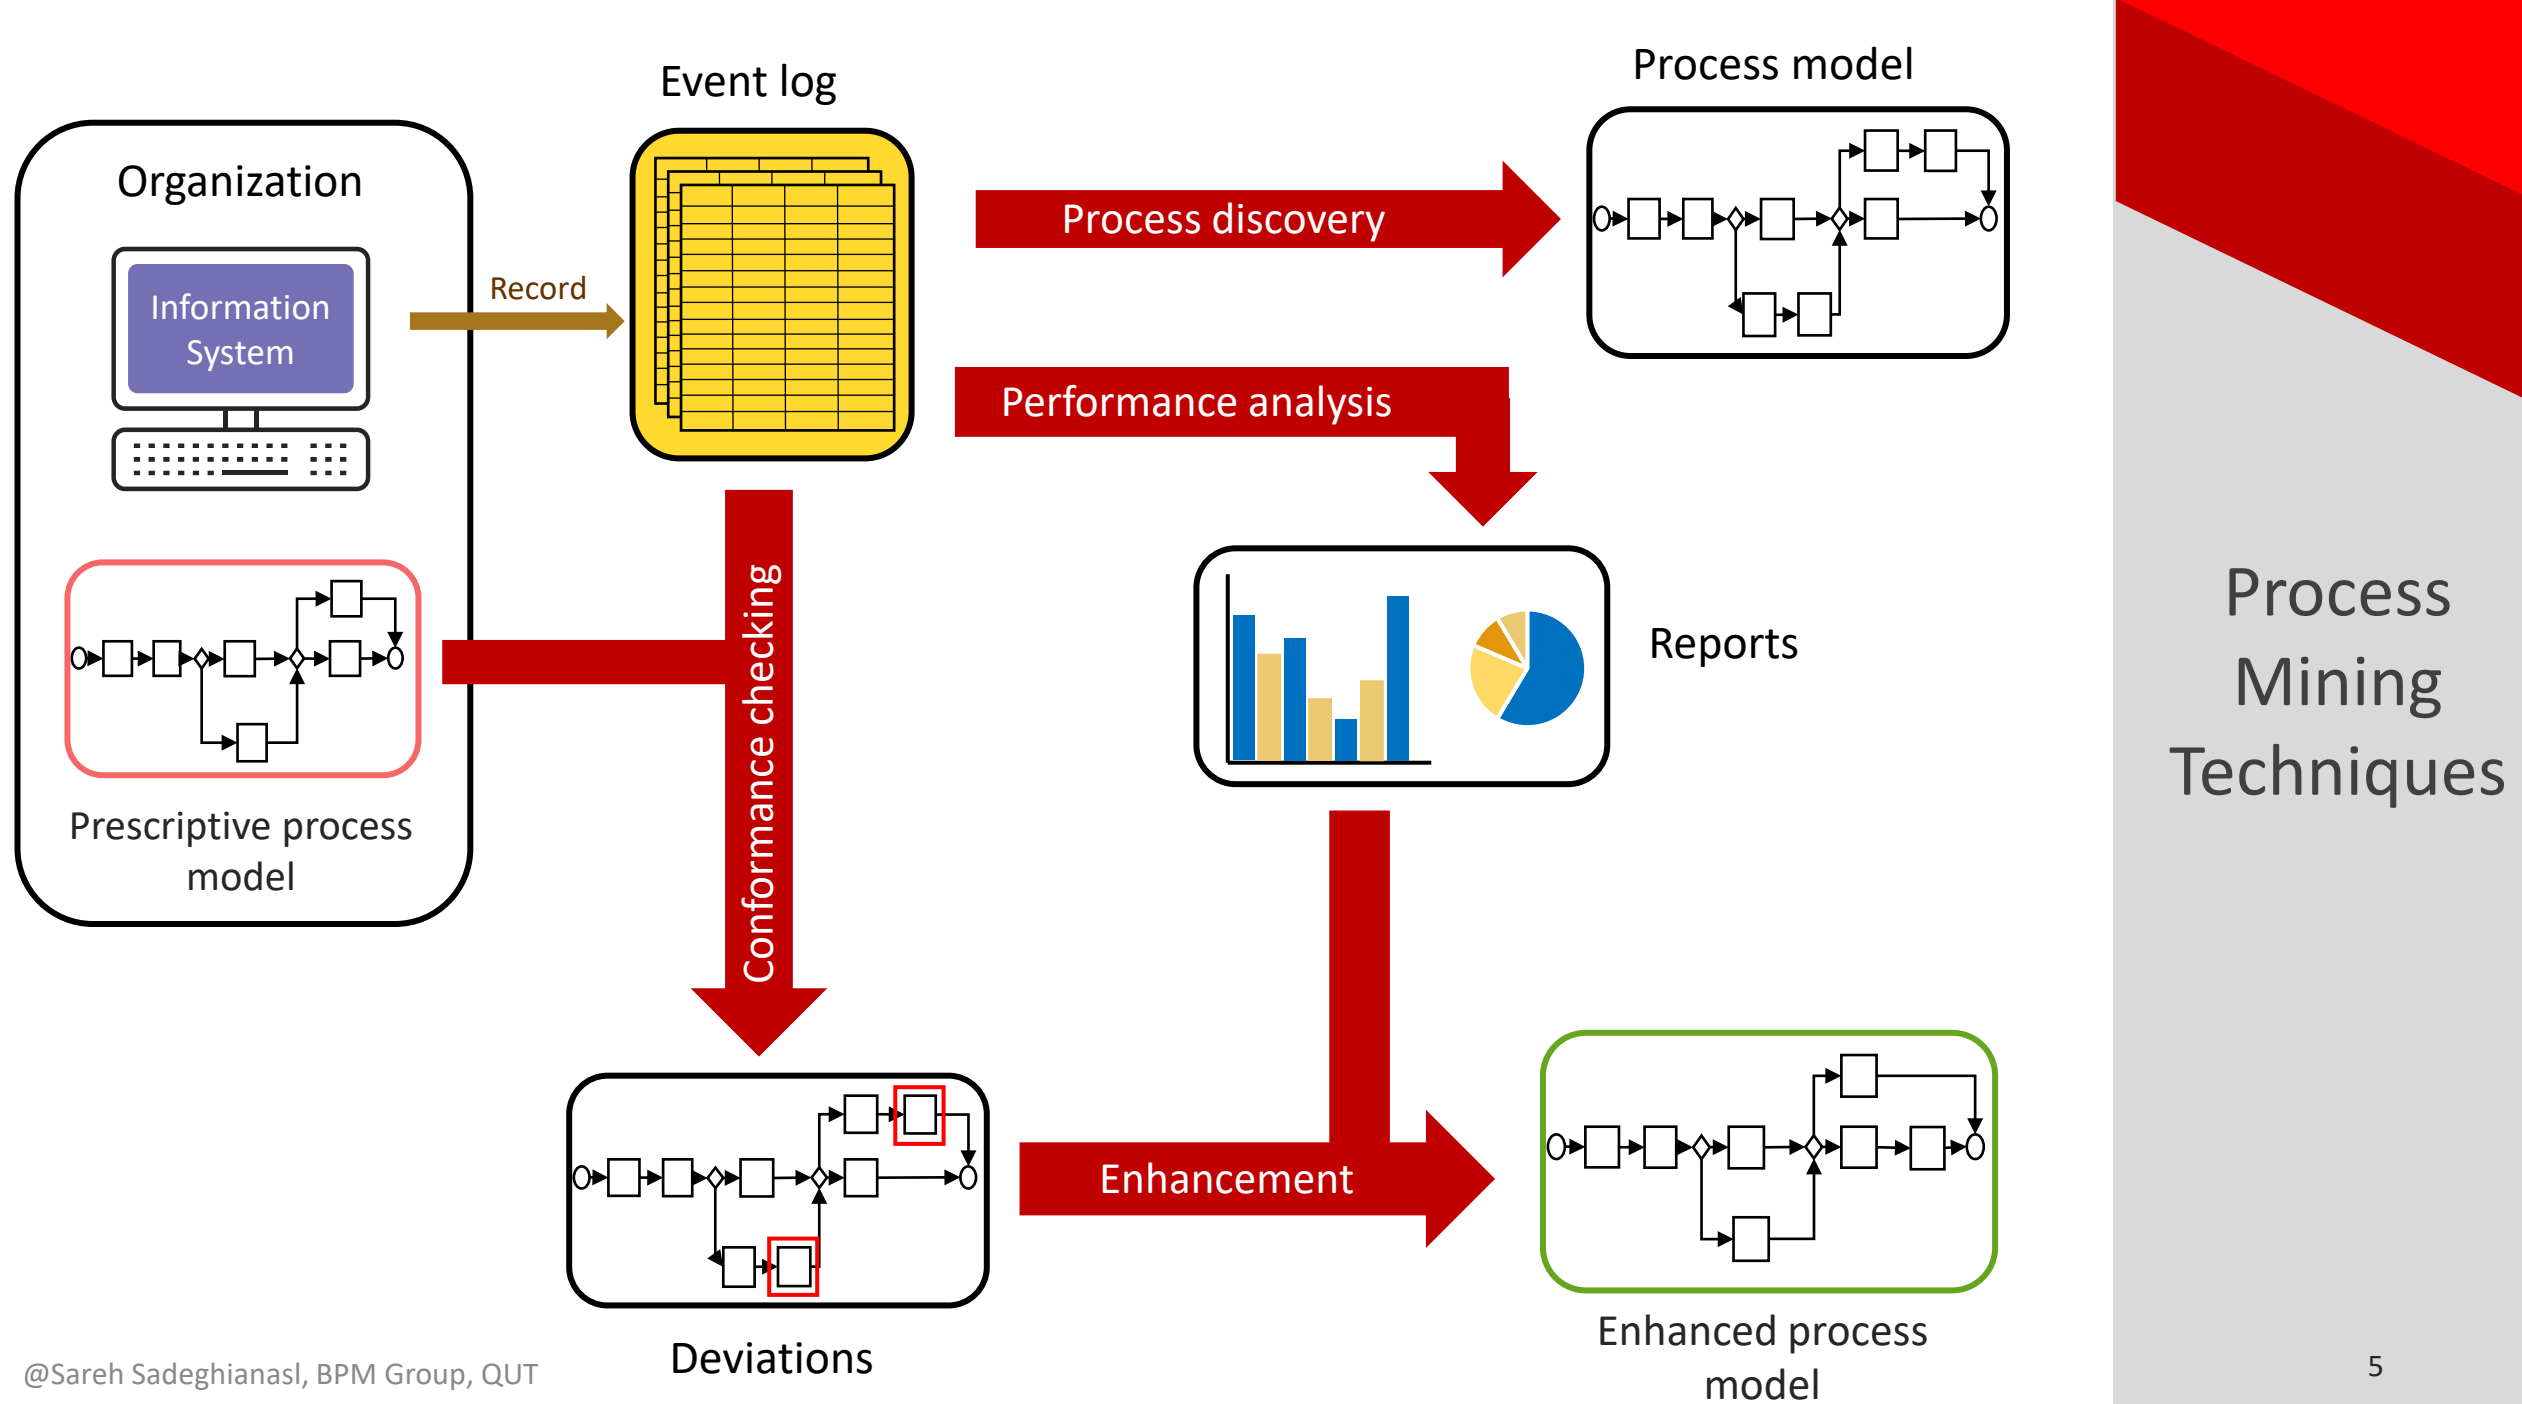 Event log
Process model
Organization
Information
System
Record
Process discovery
Performance analysis
Conformance checking
Prescriptive process
model
Reports
Process
Mining
Techniques
Enhancement
Deviations
Enhanced process
model
@Sareh Sadeghianasl, BPM Group, QUT
5